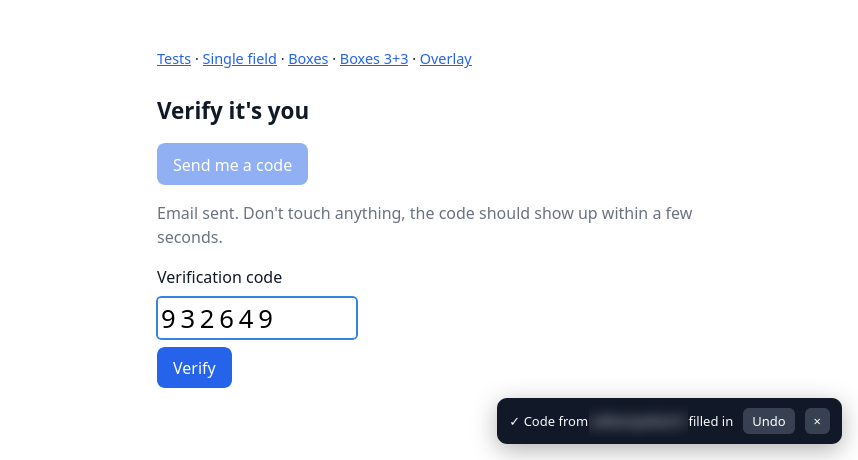 Tests · Single field · Boxes · Boxes 3+3 · Overlay
Verify it's you
Send me a code
Email sent. Don't touch anything, the code should show up within a few
seconds.
Verification code
932649
Verify
✓ Code from filled in Undo ×